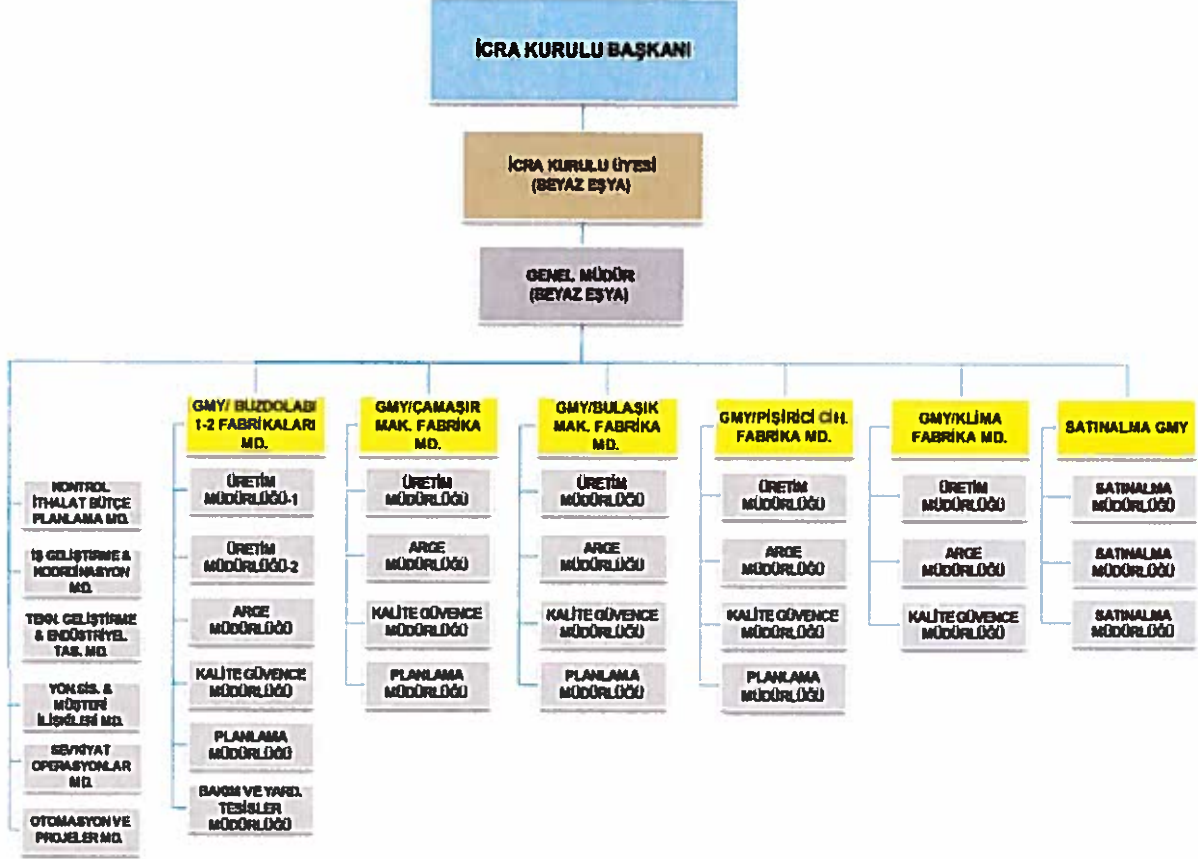 İCRA KURULU BAŞKANI
İCRA KURULU ÜYESİ
(BEYAZ EŞYA)
GENEL MÜDÜR
(BEYAZ EŞYA)
KONTROL
İTHALAT BÜTÇE
PLANLAMA MD.
İŞ GELİŞTİRME &
KOORDİNASYON
MD.
TEKN. GELİŞTİRME
& ENDÜSTRİYEL
TAS. MD.
YÖN.SİS. &
MÜŞTERİ
İLİŞKİLERİ MD.
SEVKİYAT
OPERASYONLAR
MD.
OTOMASYON VE
PROJELER MD.
GMY/ BUZDOLABI
1-2 FABRİKALARI
MD.
ÜRETİM
MÜDÜRLÜĞÜ-1
ÜRETİM
MÜDÜRLÜĞÜ-2
ARGE
MÜDÜRLÜĞÜ
KALİTE GÜVENCE
MÜDÜRLÜĞÜ
PLANLAMA
MÜDÜRLÜĞÜ
BAKIM VE YARD.
TESİSLER
MÜDÜRLÜĞÜ
GMY/ÇAMAŞIR
MAK. FABRİKA
MD.
ÜRETİM
MÜDÜRLÜĞÜ
ARGE
MÜDÜRLÜĞÜ
KALİTE GÜVENCE
MÜDÜRLÜĞÜ
PLANLAMA
MÜDÜRLÜĞÜ
GMY/BULAŞIK
MAK. FABRİKA
MD.
ÜRETİM
MÜDÜRLÜĞÜ
ARGE
MÜDÜRLÜĞÜ
KALİTE GÜVENCE
MÜDÜRLÜĞÜ
PLANLAMA
MÜDÜRLÜĞÜ
GMY/PİŞİRİCİ CİH.
FABRİKA MD.
ÜRETİM
MÜDÜRLÜĞÜ
ARGE
MÜDÜRLÜĞÜ
KALİTE GÜVENCE
MÜDÜRLÜĞÜ
PLANLAMA
MÜDÜRLÜĞÜ
GMY/KLİMA
FABRİKA MD.
ÜRETİM
MÜDÜRLÜĞÜ
ARGE
MÜDÜRLÜĞÜ
KALİTE GÜVENCE
MÜDÜRLÜĞÜ
SATINALMA GMY
SATINALMA
MÜDÜRLÜĞÜ
SATINALMA
MÜDÜRLÜĞÜ
SATINALMA
MÜDÜRLÜĞÜ